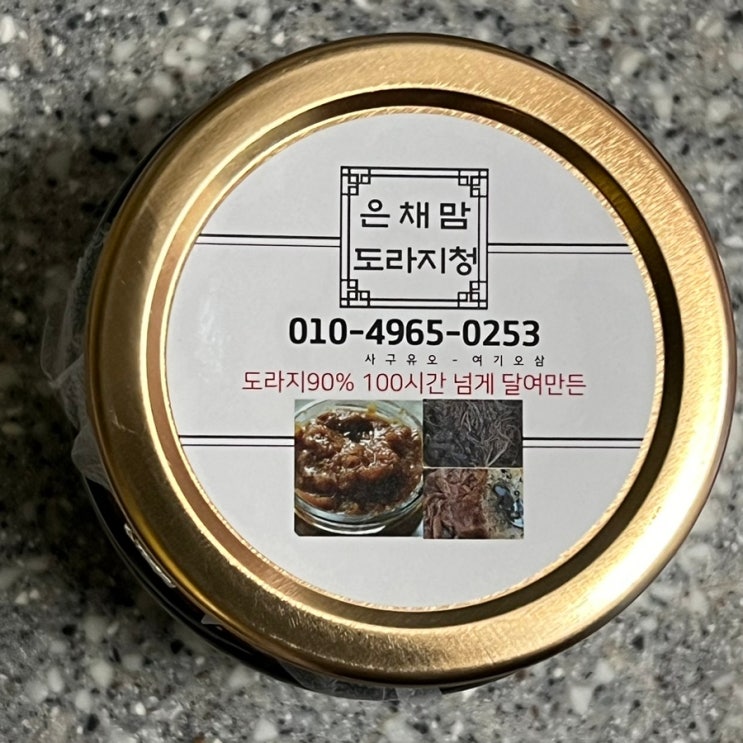 은채맘
도라지청
010-4965-0253
사구유오-여기오삼
도라지90% 100시간 넘게 달여만든